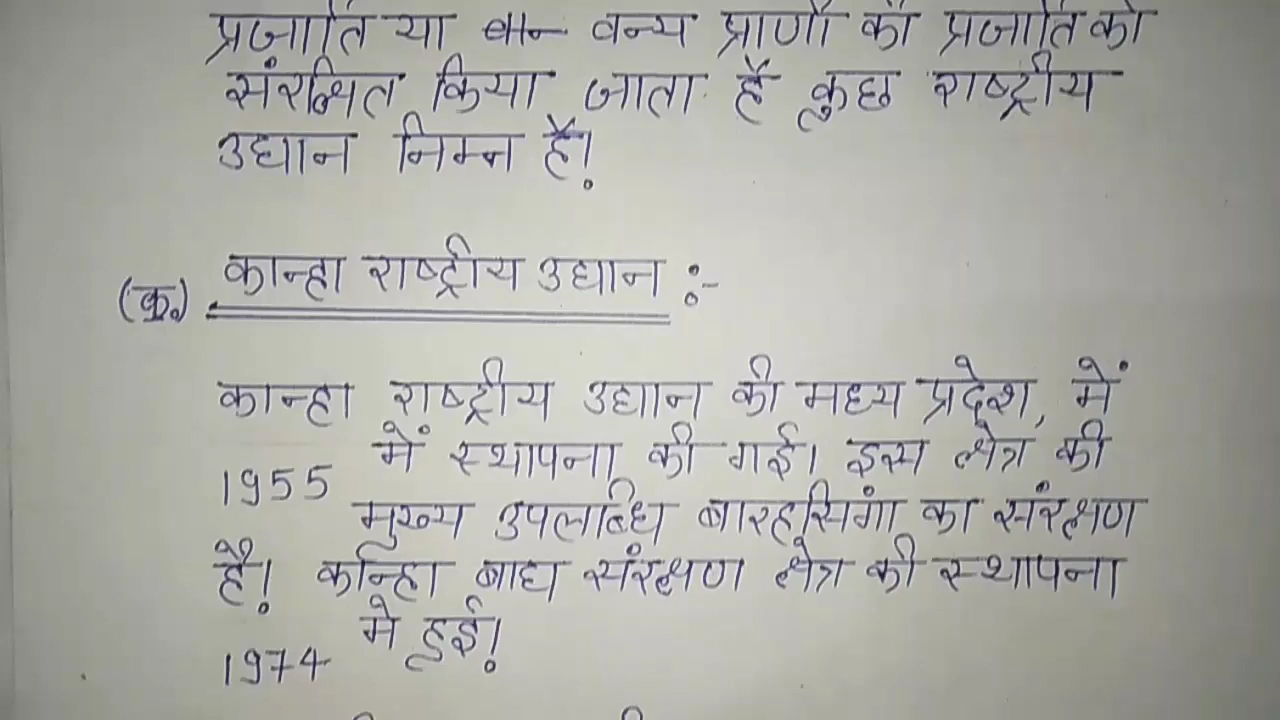 प्रजाति या वन्य प्राणी की प्रजाति को
संरक्षित किया जाता है कुछ राष्ट्रीय
उद्यान निम्न हैं!
(क.) कान्हा राष्ट्रीय उद्यान :-
कान्हा राष्ट्रीय उद्यान की मध्य प्रदेश, में
1955 में स्थापना की गई। इस क्षेत्र की
मुख्य उपलब्धि बारहसिंगा का संरक्षण
है! कान्हा बाघ संरक्षण क्षेत्र की स्थापना
1974 मे हुई!